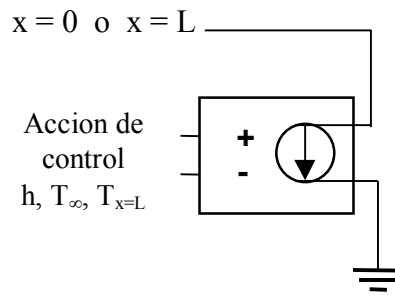 x = 0 o x = L
Accion de
control
h, T∞, Tx=L
+
-